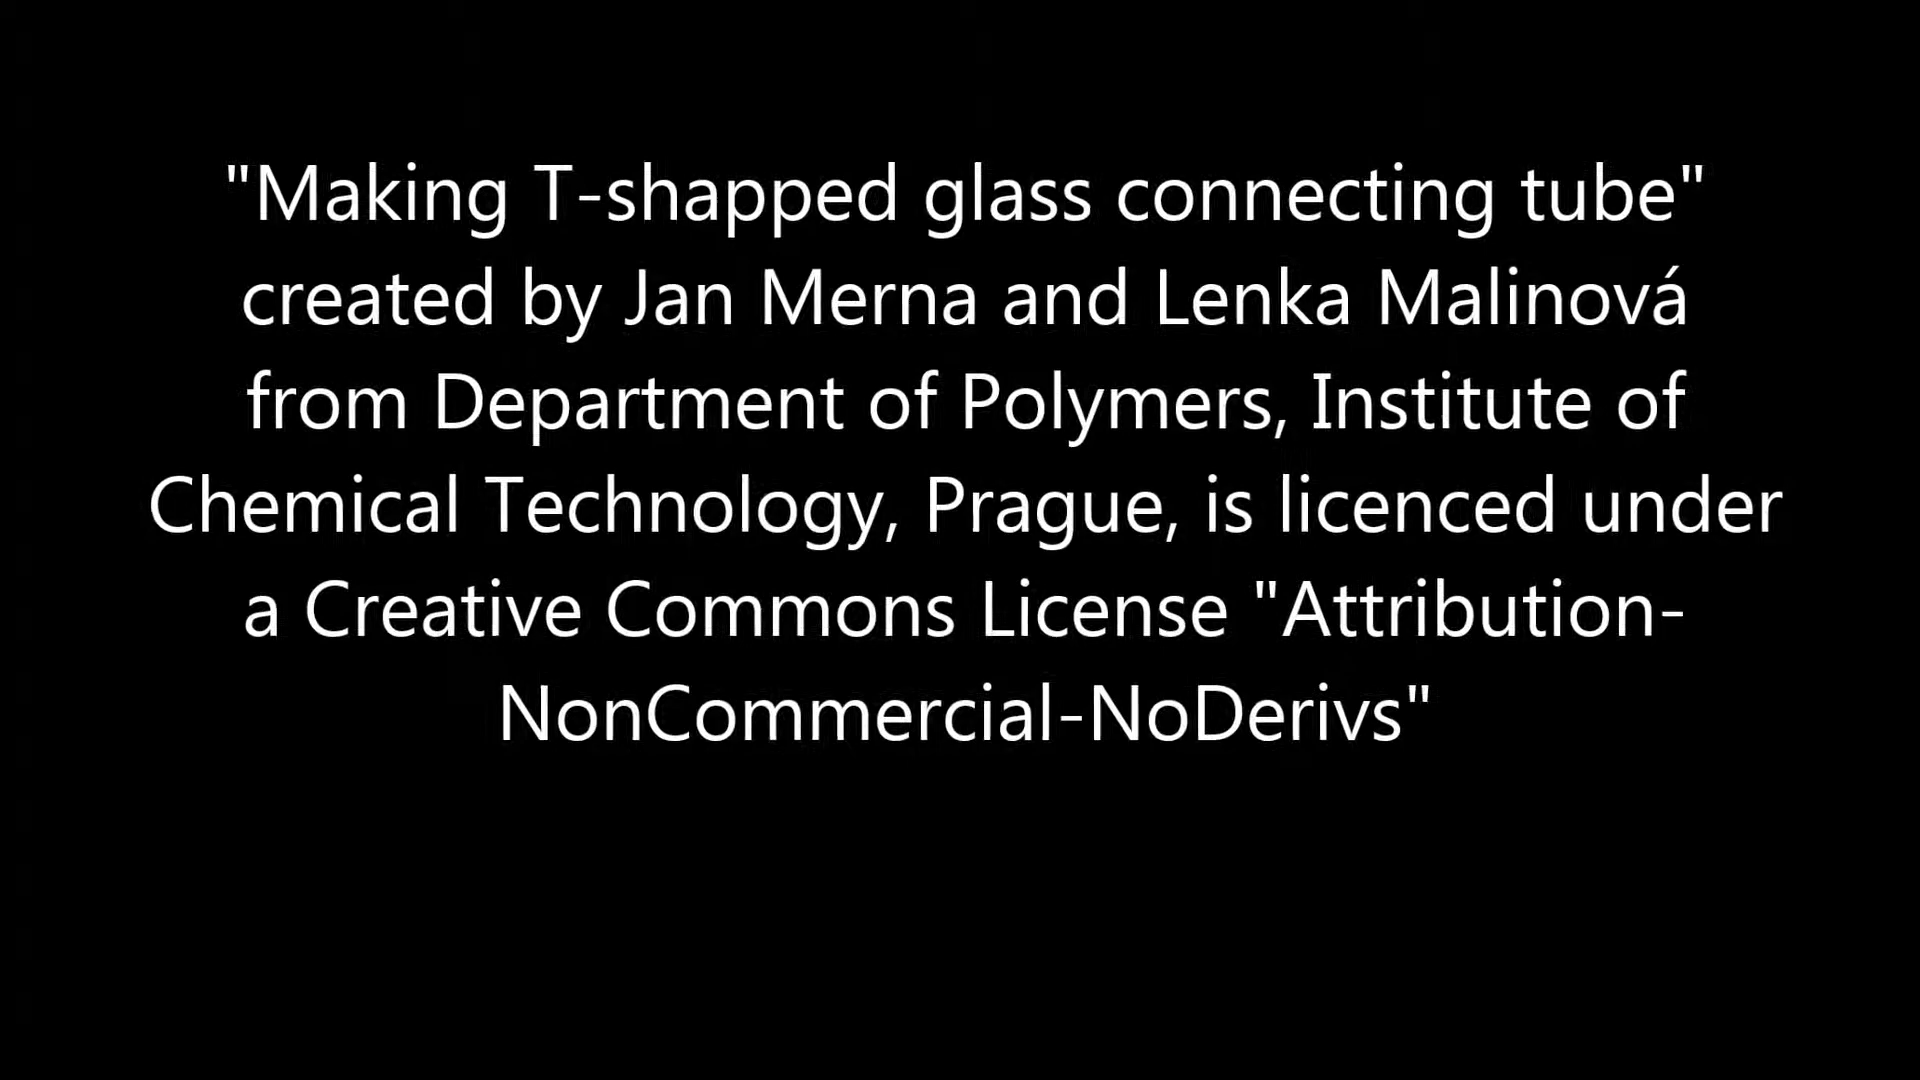 "Making T-shapped glass connecting tube"
created by Jan Merna and Lenka Malinová
from Department of Polymers, Institute of
Chemical Technology, Prague, is licenced under
a Creative Commons License "Attribution-
NonCommercial-NoDerivs"